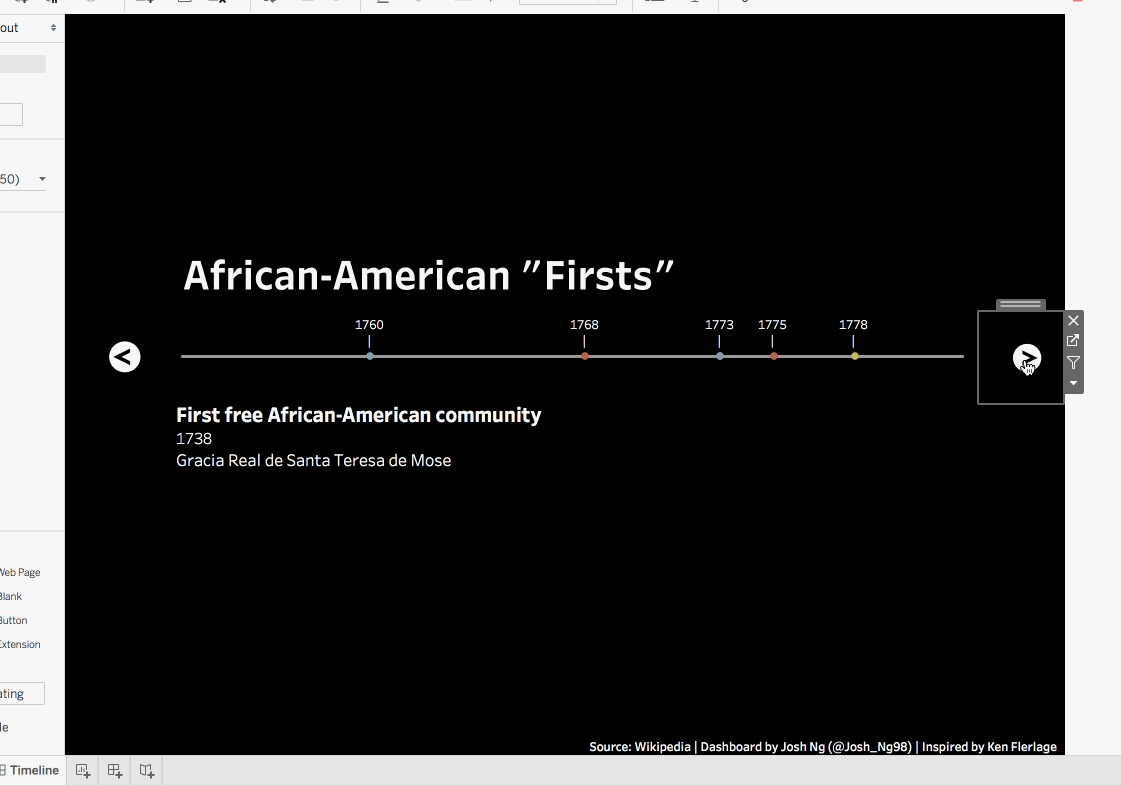 out
African-American "Firsts"
1760 1768 1773 1775 1778
50)
<
>
First free African-American community
1738
Gracia Real de Santa Teresa de Mose
Web Page
Blank
Button
Extension
ating
le
Source: Wikipedia | Dashboard by Josh Ng (@Josh_Ng98) | Inspired by Ken Flerlage
Timeline